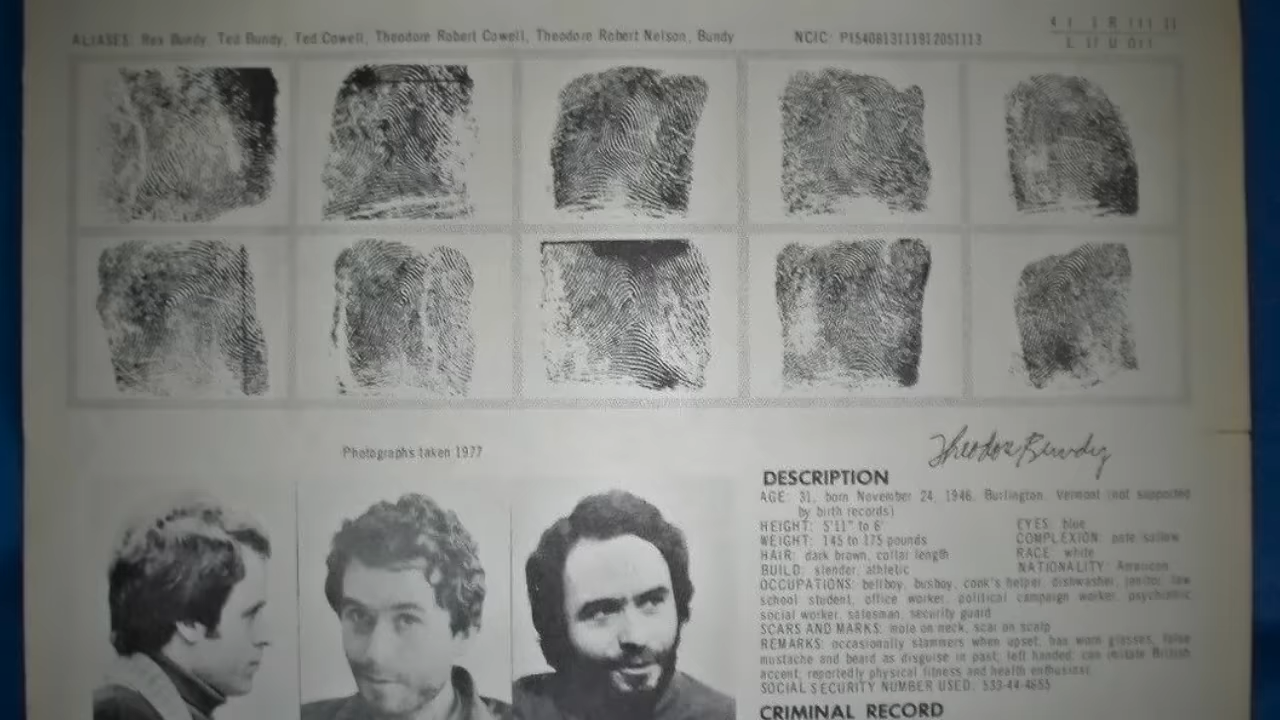 ALIASES: Rex Bundy, Ted Bundy, Ted Cowell, Theodore Robert Cowell, Theodore Robert Nelson, Bundy NCIC:
Photographs taken 1977
Theodore Bundy
DESCRIPTION
AGE: 31, born November 24, 1946, Burlington, Vermont (not supported
by birth records)
HEIGHT: 5'11" to 6' EYES: blue
WEIGHT: 145 to 175 pounds COMPLEXION: pale sallow
HAIR: dark brown, collar length RACE: white
BUILD: slender, athletic NATIONALITY: American
OCCUPATIONS: bellboy, busboy, cook's helper, dishwasher, janitor, law
school student, office worker, political campaign worker, psychiatric
social worker, salesman, security guard
SCARS AND MARKS: mole on neck, scar on scalp
REMARKS: occasionally stammers when upset, has worn glasses, false
mustache and beard as disguise in past, left handed, can imitate British
accent, reportedly physical fitness and health enthusiast
SOCIAL SECURITY NUMBER USED: 533-44-4655
CRIMINAL RECORD